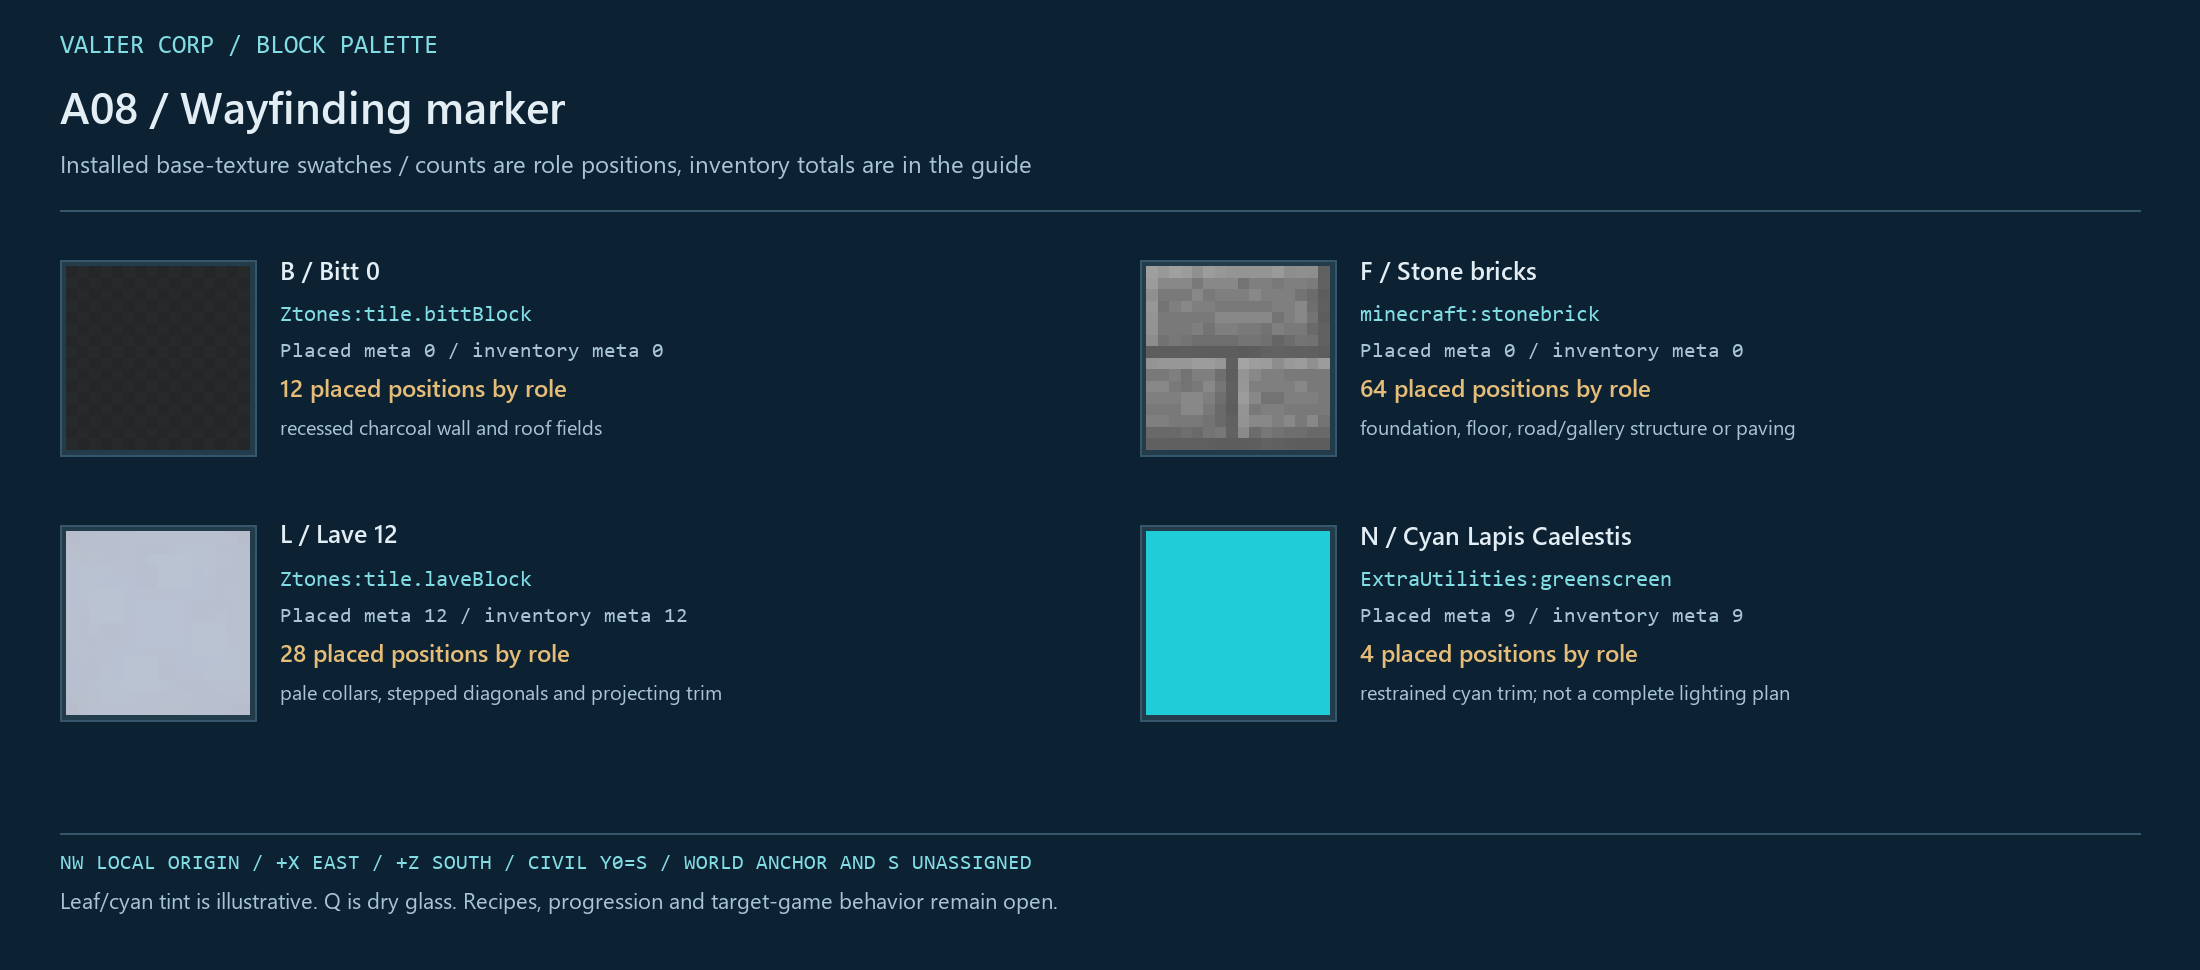 VALIER CORP / BLOCK PALETTE
A08 / Wayfinding marker
Installed base-texture swatches / counts are role positions, inventory totals are in the guide
B / Bitt 0
Ztones:tile.bittBlock
Placed meta 0 / inventory meta 0
12 placed positions by role
recessed charcoal wall and roof fields
F / Stone bricks
minecraft:stonebrick
Placed meta 0 / inventory meta 0
64 placed positions by role
foundation, floor, road/gallery structure or paving
L / Lave 12
Ztones:tile.laveBlock
Placed meta 12 / inventory meta 12
28 placed positions by role
pale collars, stepped diagonals and projecting trim
N / Cyan Lapis Caelestis
ExtraUtilities:greenscreen
Placed meta 9 / inventory meta 9
4 placed positions by role
restrained cyan trim; not a complete lighting plan
NW LOCAL ORIGIN / +X EAST / +Z SOUTH / CIVIL Y0=S / WORLD ANCHOR AND S UNASSIGNED
Leaf/cyan tint is illustrative. Q is dry glass. Recipes, progression and target-game behavior remain open.